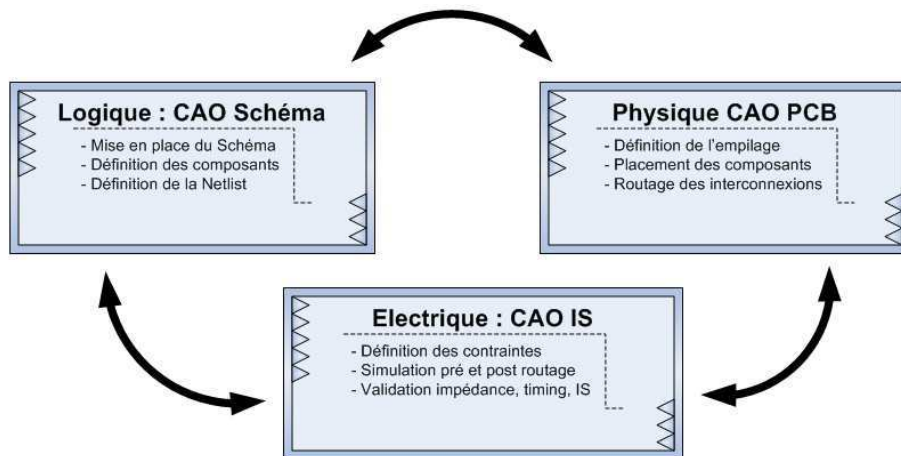 Logique : CAO Schéma
- Mise en place du Schéma
- Définition des composants
- Définition de la Netlist
Physique CAO PCB
- Définition de l'empilage
- Placement des composants
- Routage des interconnexions
Electrique : CAO IS
- Définition des contraintes
- Simulation pré et post routage
- Validation impédance, timing, IS